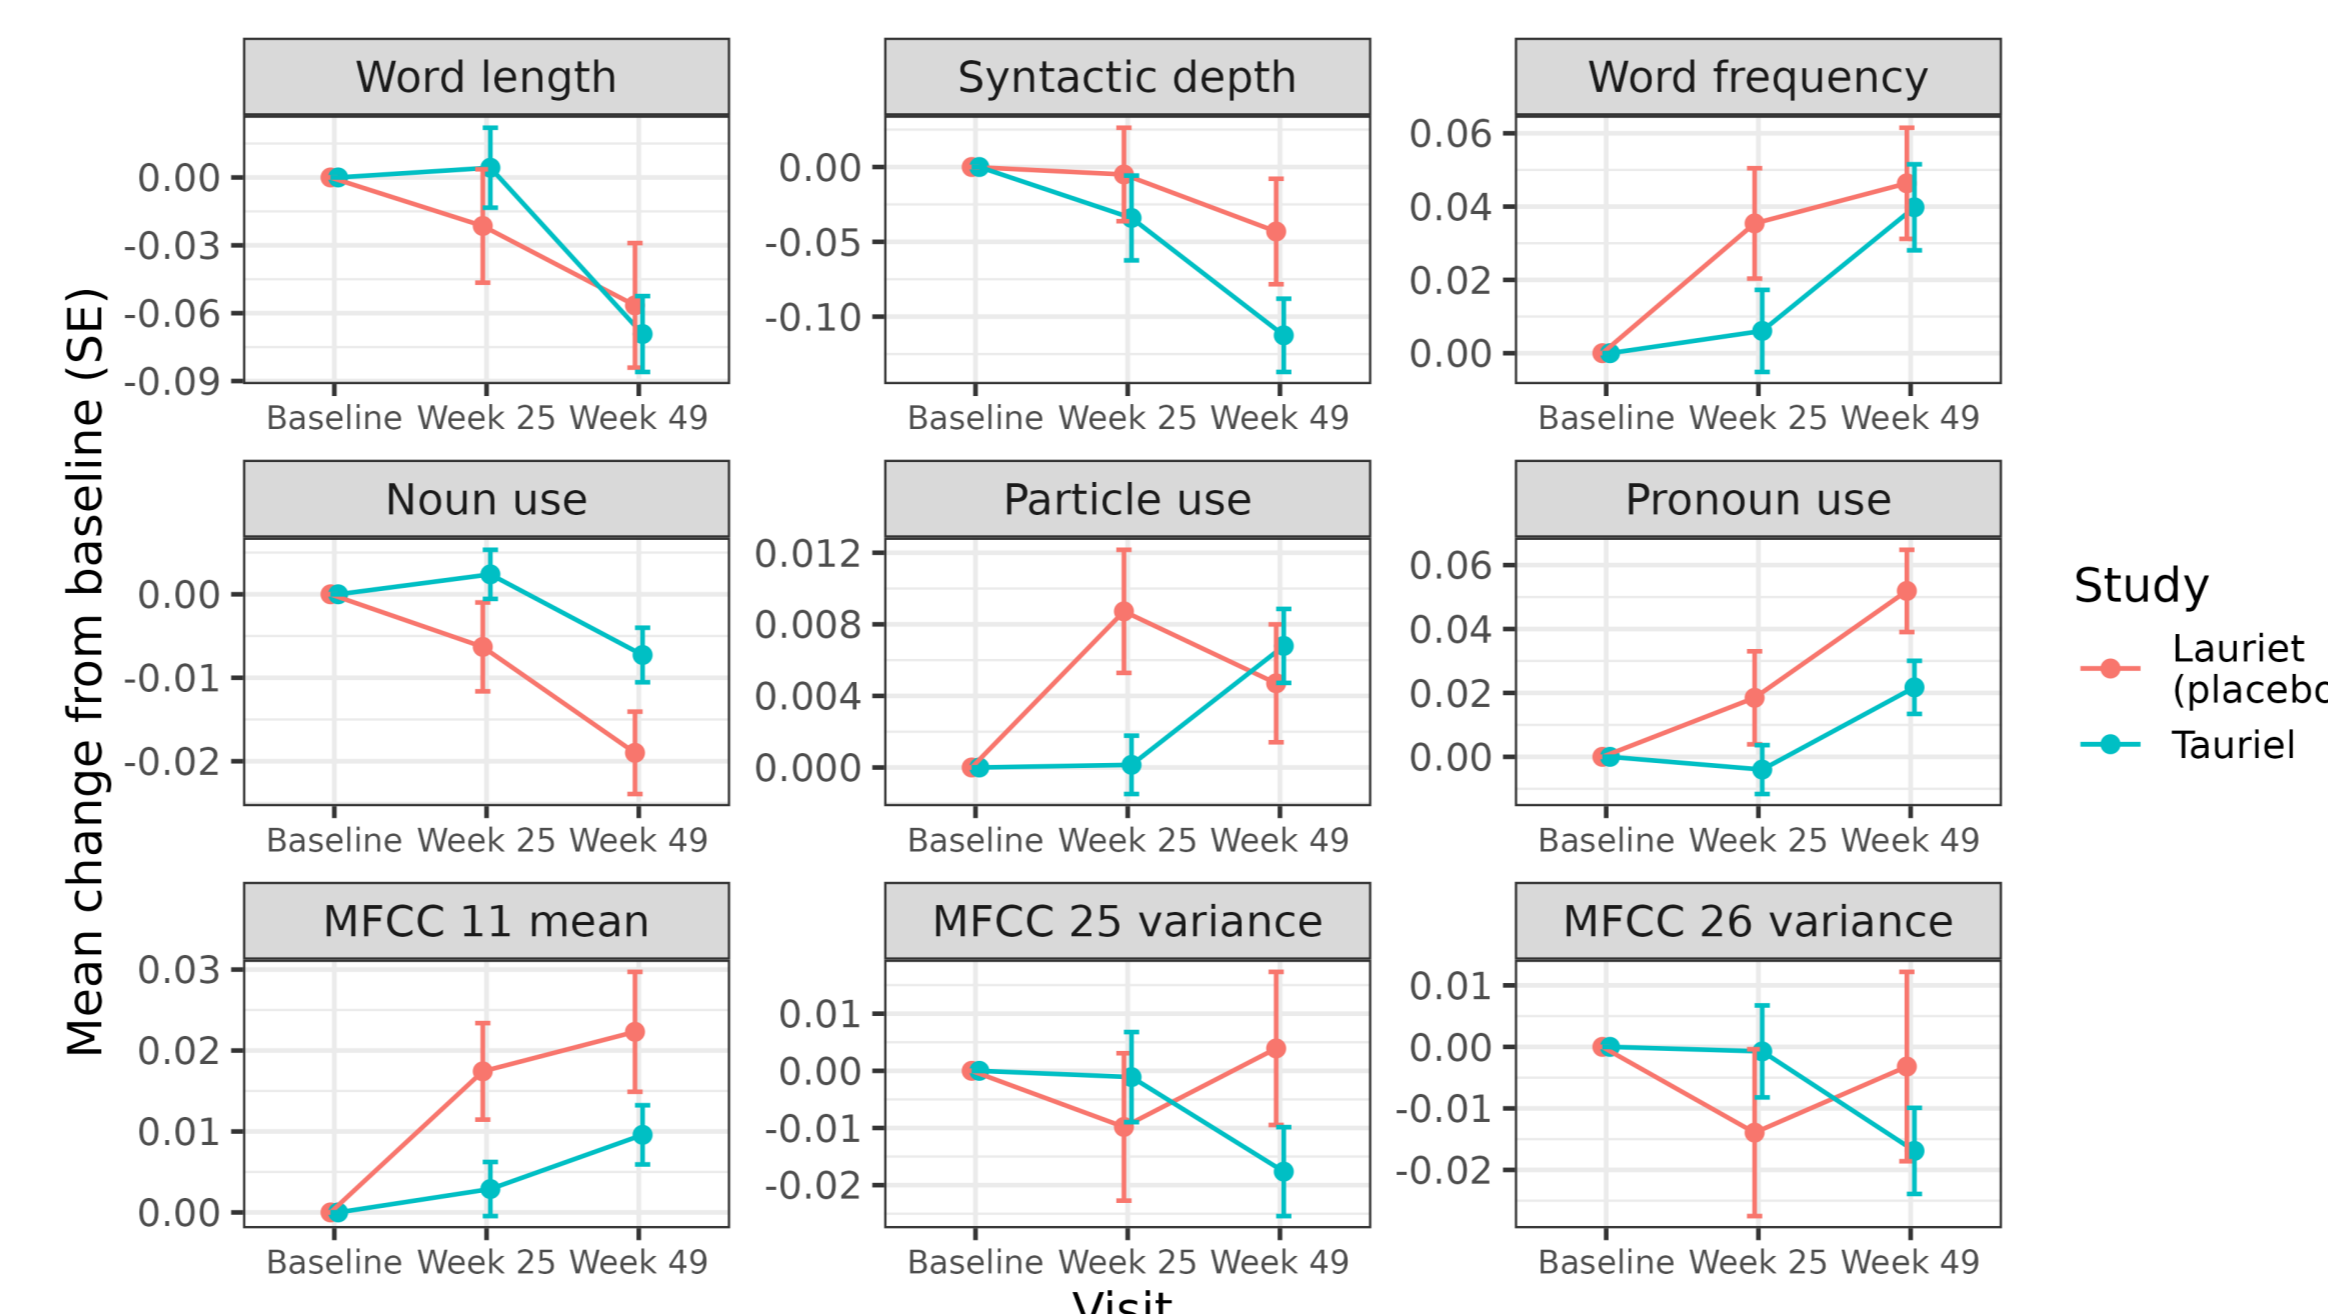 Word length
Syntactic depth
Word frequency
0.00
-0.03
-0.06
-0.09
0.00
-0.05
-0.10
0.06
0.04
0.02
0.00
Baseline Week 25 Week 49
Baseline Week 25 Week 49
Baseline Week 25 Week 49
Mean change from baseline (SE)
Noun use
Particle use
Pronoun use
0.00
-0.01
-0.02
0.012
0.008
0.004
0.000
0.06
0.04
0.02
0.00
Baseline Week 25 Week 49
Baseline Week 25 Week 49
Baseline Week 25 Week 49
MFCC 11 mean
MFCC 25 variance
MFCC 26 variance
0.03
0.02
0.01
0.00
0.01
0.00
-0.01
-0.02
0.01
0.00
-0.01
-0.02
Baseline Week 25 Week 49
Baseline Week 25 Week 49
Baseline Week 25 Week 49
Visit
Study
Lauriet
(placebo
Tauriel